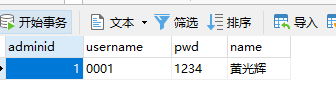 开始事务 文本 筛选 排序 导入
adminid username pwd name
1 0001 1234 黄光辉